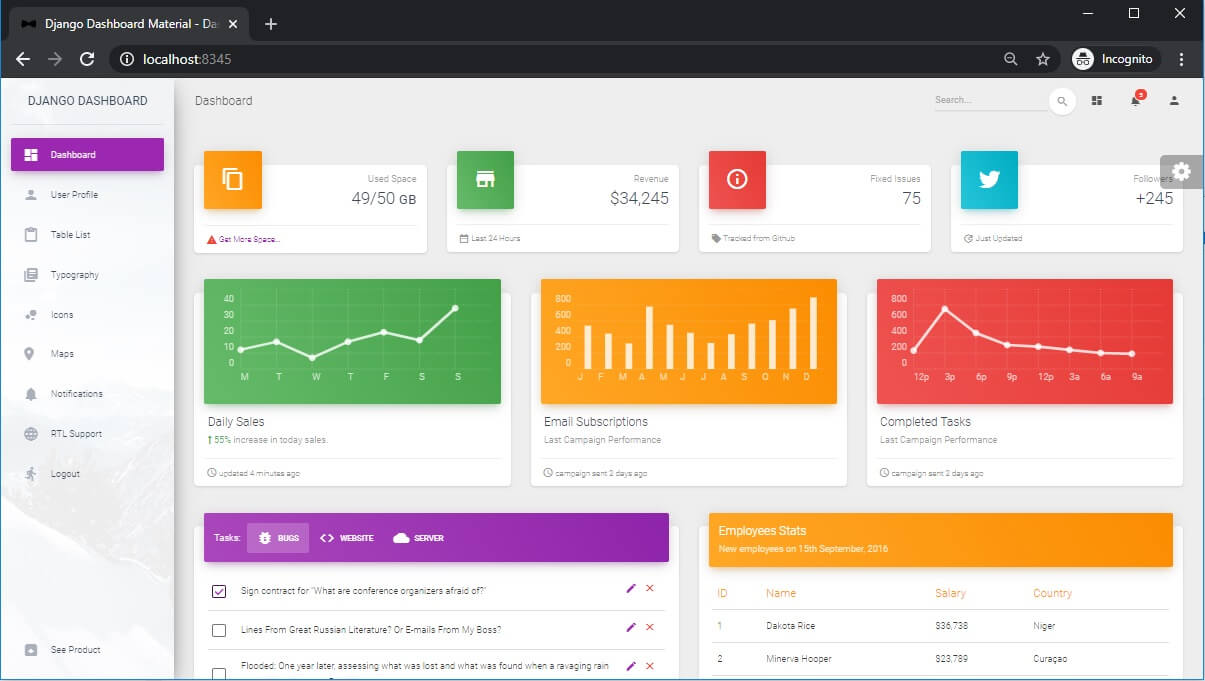 Django Dashboard Material - Da
localhost:8345
Incognito
DJANGO DASHBOARD
Dashboard
User Profile
Table List
Typography
Icons
Maps
Notifications
RTL Support
Logout
See Product
Dashboard
Search...
5
Used Space
49/50 GB
Get More Space...
Revenue
$34,245
Last 24 Hours
Fixed Issues
75
Tracked from Github
Followers
+245
Just Updated
40
30
20
10
0
M T W T F S S
Daily Sales
55% increase in today sales.
updated 4 minutes ago
800
600
400
200
0
J F M A M J J A S O N D
Email Subscriptions
Last Campaign Performance
campaign sent 2 days ago
800
600
400
200
0
12p 3p 6p 9p 12p 3a 6a 9a
Completed Tasks
Last Campaign Performance
campaign sent 2 days ago
Tasks: BUGS WEBSITE SERVER
Sign contract for "What are conference organizers afraid of?"
Lines From Great Russian Literature? Or E-mails From My Boss?
Flooded: One year later, assessing what was lost and what was found when a ravaging rain
Employees Stats
New employees on 15th September, 2016
ID Name Salary Country
1 Dakota Rice $36,738 Niger
2 Minerva Hooper $23,789 Curaçao